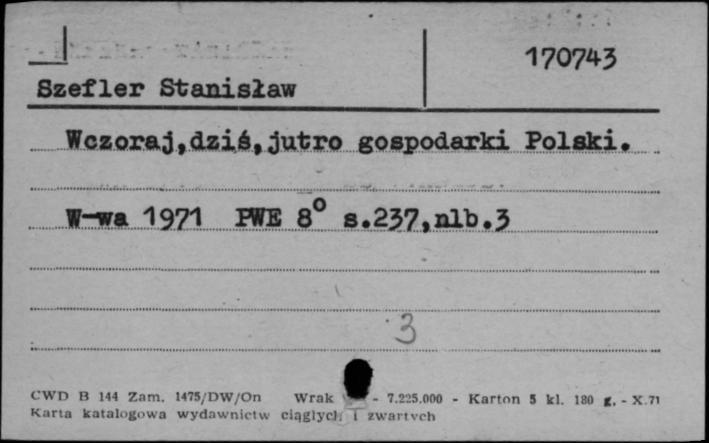 170743
Szefler Stanisław
Wczoraj,dziś,jutro gospodarki Polski.
W-wa 1971 PWE 8° s.237,nlb.3
3
CWD B 144 Zam. 1475/DW/On Wrak - 7.225.000 - Karton 5 kl. 180 g. - X.71
Karta katalogowa wydawnictw ciągłych i zwartych